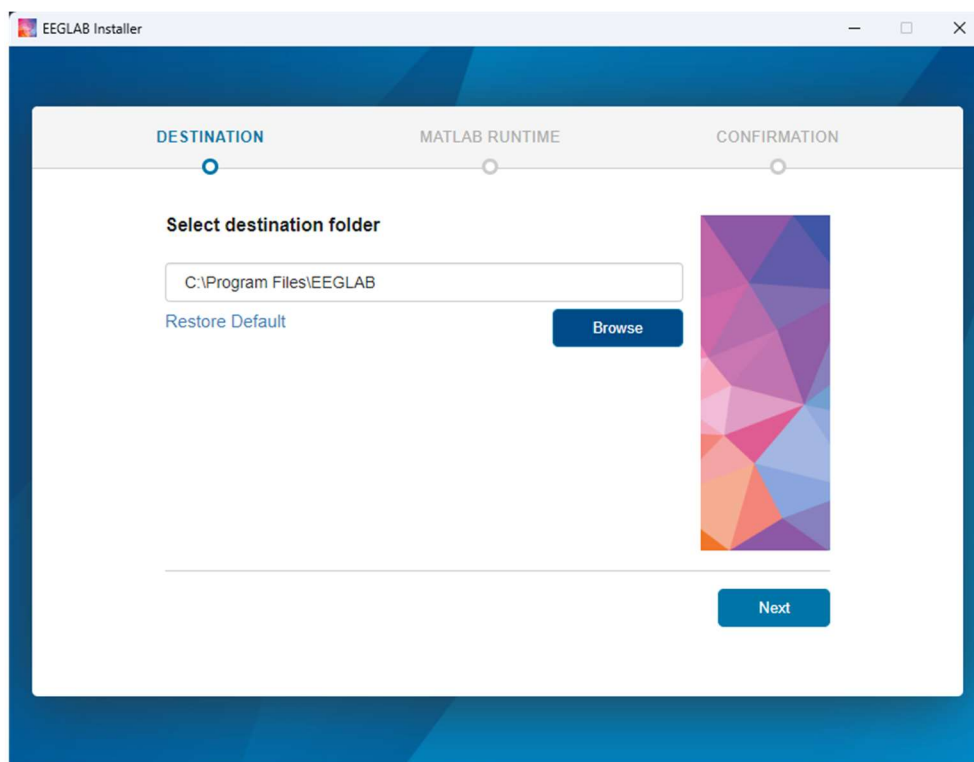 EEGLAB Installer
DESTINATION MATLAB RUNTIME CONFIRMATION
Select destination folder
C:\Program Files\EEGLAB
Restore Default
Browse
Next